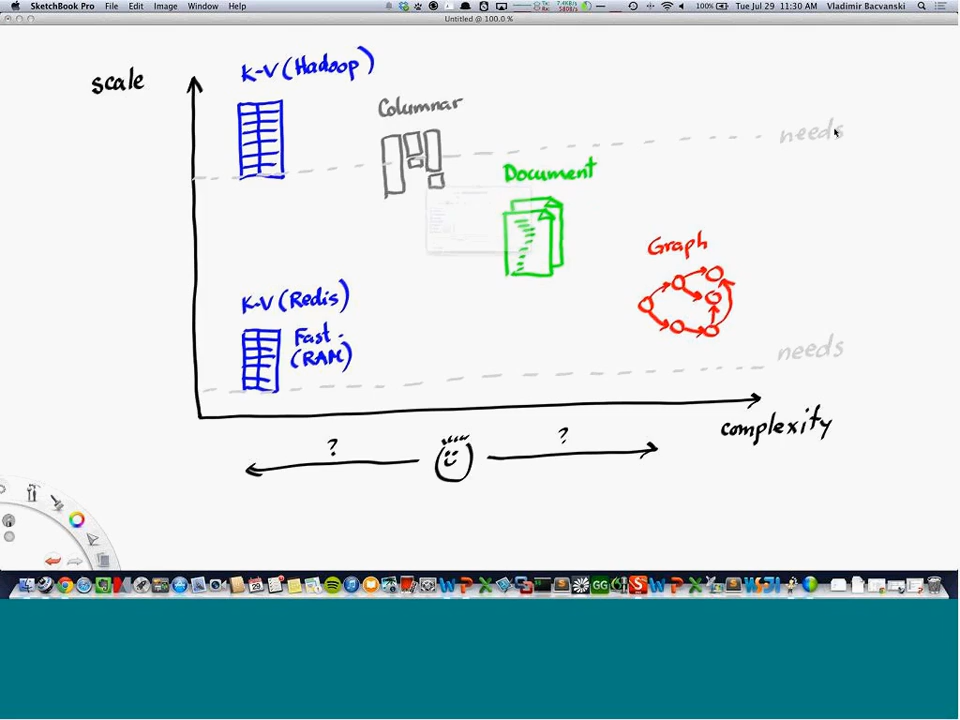 SketchBook Pro File Edit Image Window Help
100% Tue Jul 29 11:30 AM Vladimir Bacvanski
Untitled @ 100.0 %
scale
K-V (Hadoop)
Columnar
needs
Document
Graph
K-V (Redis)
Fast
(RAM)
needs
complexity
?
?